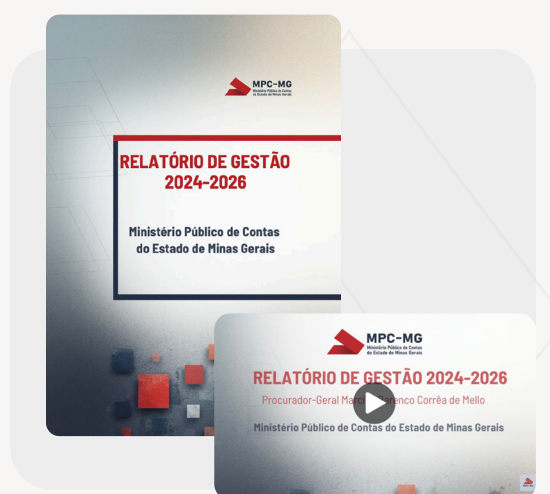 MPC-MG
Ministério Público de Contas
do Estado de Minas Gerais
RELATÓRIO DE GESTÃO
2024-2026
Ministério Público de Contas
do Estado de Minas Gerais
MPC-MG
Ministério Público de Contas
do Estado de Minas Gerais
RELATÓRIO DE GESTÃO 2024-2026
Procurador-Geral Corrêa de Mello
Ministério Público de Contas do Estado de Minas Gerais